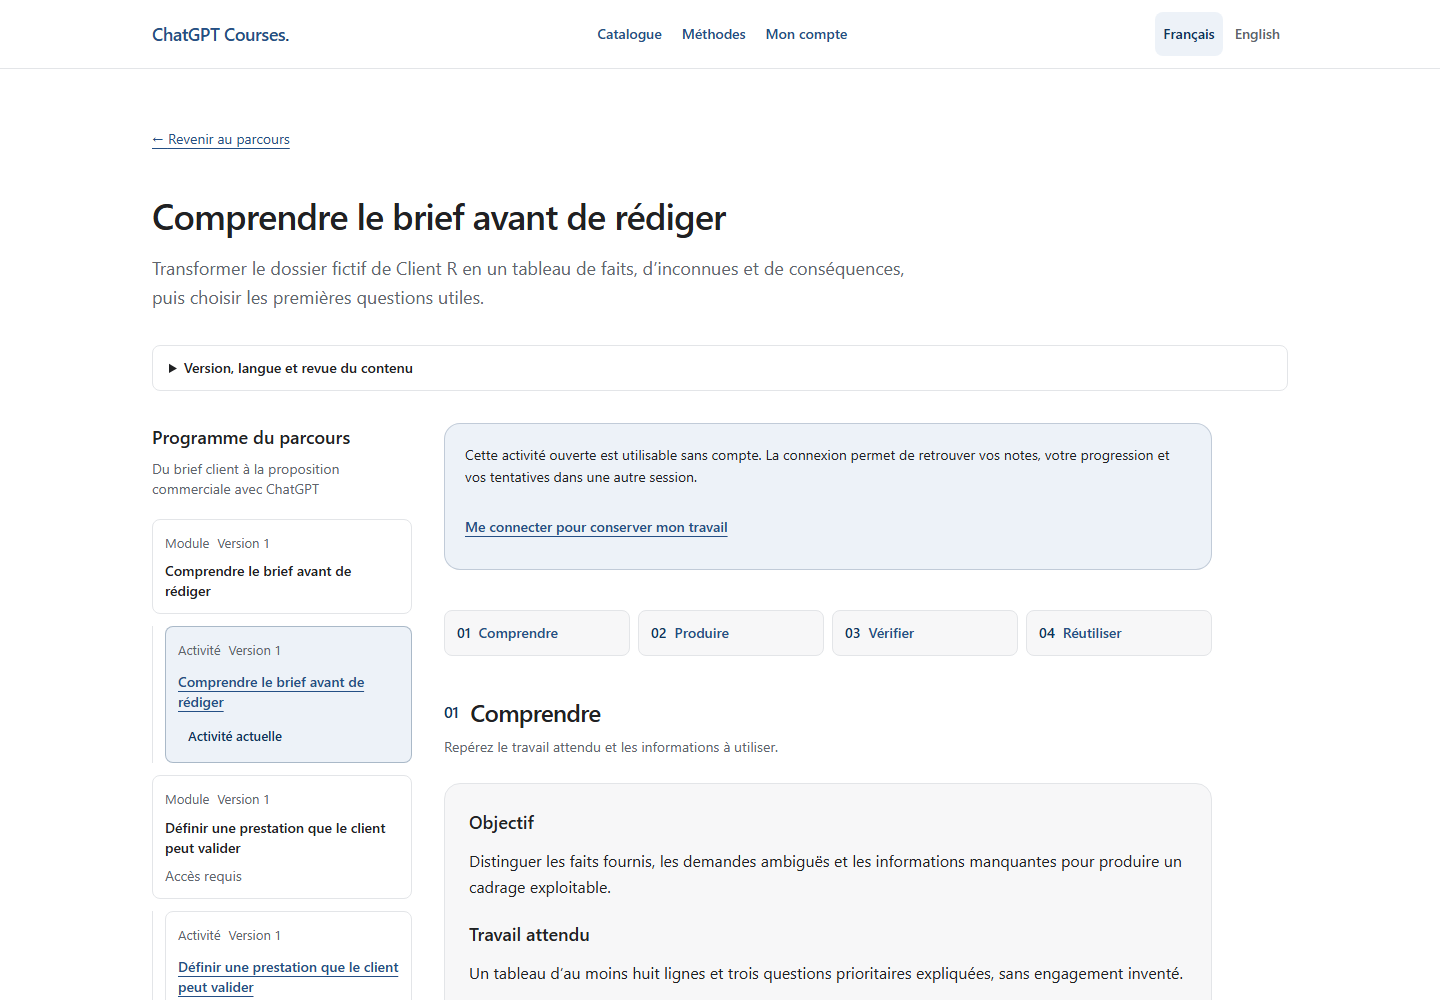 ChatGPT Courses.
Catalogue
Méthodes
Mon compte
Français
English
← Revenir au parcours
Comprendre le brief avant de rédiger
Transformer le dossier fictif de Client R en un tableau de faits, d’inconnues et de conséquences,
puis choisir les premières questions utiles.
Version, langue et revue du contenu
Programme du parcours
Du brief client à la proposition
commerciale avec ChatGPT
Module Version 1
Comprendre le brief avant de
rédiger
Activité Version 1
Comprendre le brief avant de
rédiger
Activité actuelle
Module Version 1
Définir une prestation que le client
peut valider
Accès requis
Activité Version 1
Définir une prestation que le client
peut valider
Cette activité ouverte est utilisable sans compte. La connexion permet de retrouver vos notes, votre progression et
vos tentatives dans une autre session.
Me connecter pour conserver mon travail
01 Comprendre
02 Produire
03 Vérifier
04 Réutiliser
01 Comprendre
Repérez le travail attendu et les informations à utiliser.
Objectif
Distinguer les faits fournis, les demandes ambiguës et les informations manquantes pour produire un
cadrage exploitable.
Travail attendu
Un tableau d’au moins huit lignes et trois questions prioritaires expliquées, sans engagement inventé.